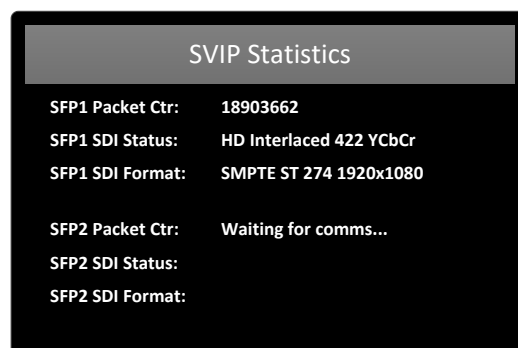 SVIP Statistics
SFP1 Packet Ctr: 18903662
SFP1 SDI Status: HD Interlaced 422 YCbCr
SFP1 SDI Format: SMPTE ST 274 1920x1080
SFP2 Packet Ctr: Waiting for comms...
SFP2 SDI Status:
SFP2 SDI Format: